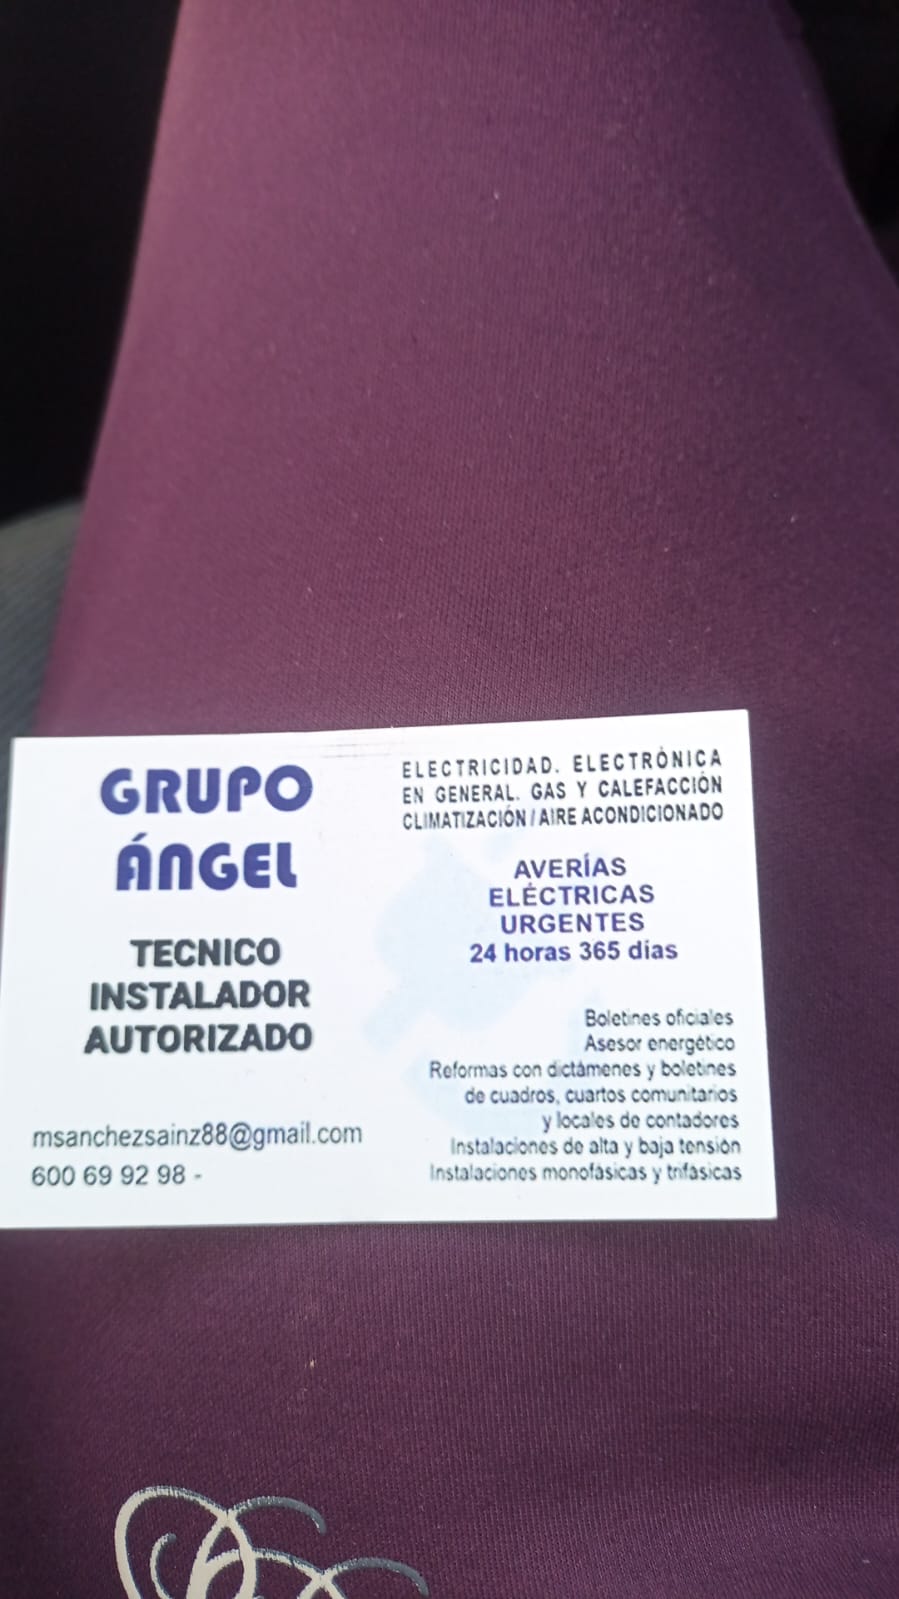 GRUPO
ÁNGEL
TECNICO
INSTALADOR
AUTORIZADO
msanchezsainz88@gmail.com
600 69 92 98 -
ELECTRICIDAD. ELECTRÓNICA
EN GENERAL. GAS Y CALEFACCIÓN
CLIMATIZACIÓN / AIRE ACONDICIONADO
AVERÍAS
ELÉCTRICAS
URGENTES
24 horas 365 días
Boletines oficiales
Asesor energético
Reformas con dictámenes y boletines
de cuadros, cuartos comunitarios
y locales de contadores
Instalaciones de alta y baja tensión
Instalaciones monofásicas y trifásicas